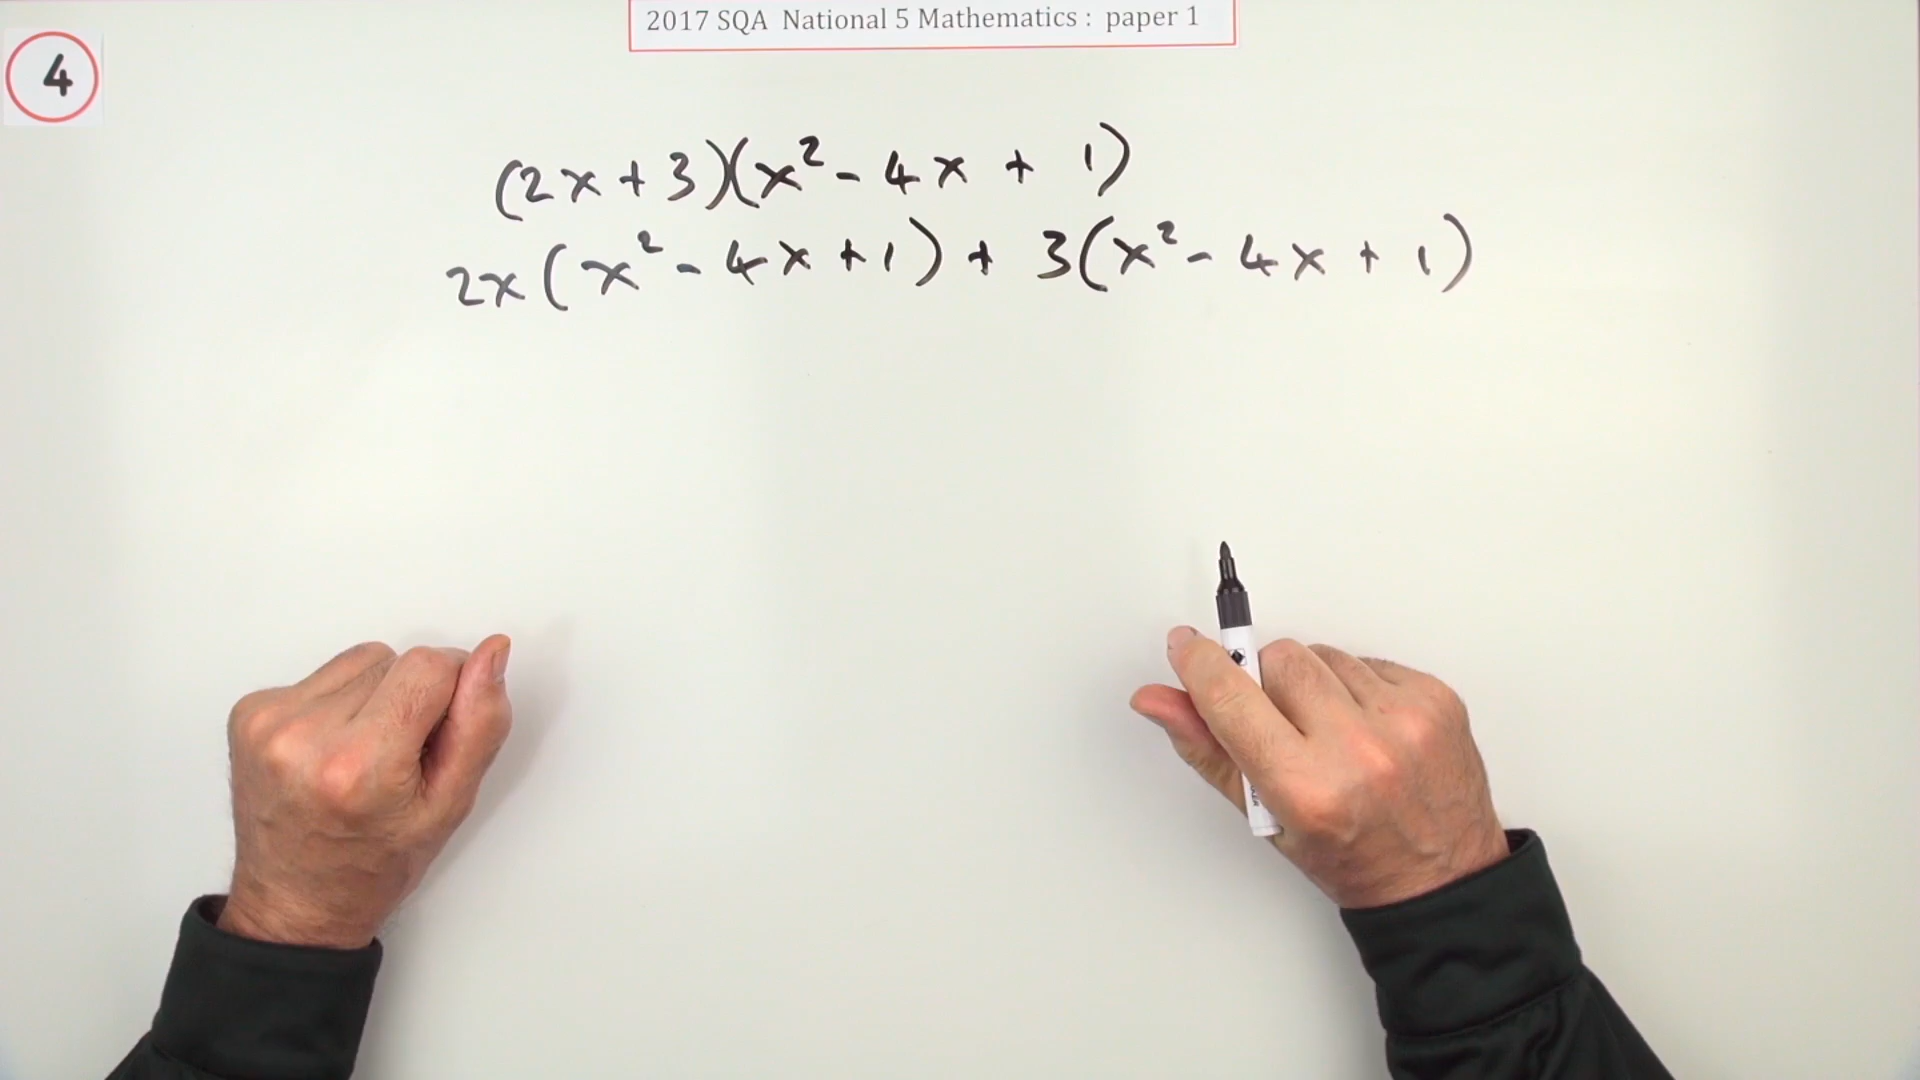 2017 SQA National 5 Mathematics : paper 1
4
(2x + 3)(x² - 4x + 1)
2x(x² - 4x + 1) + 3(x² - 4x + 1)